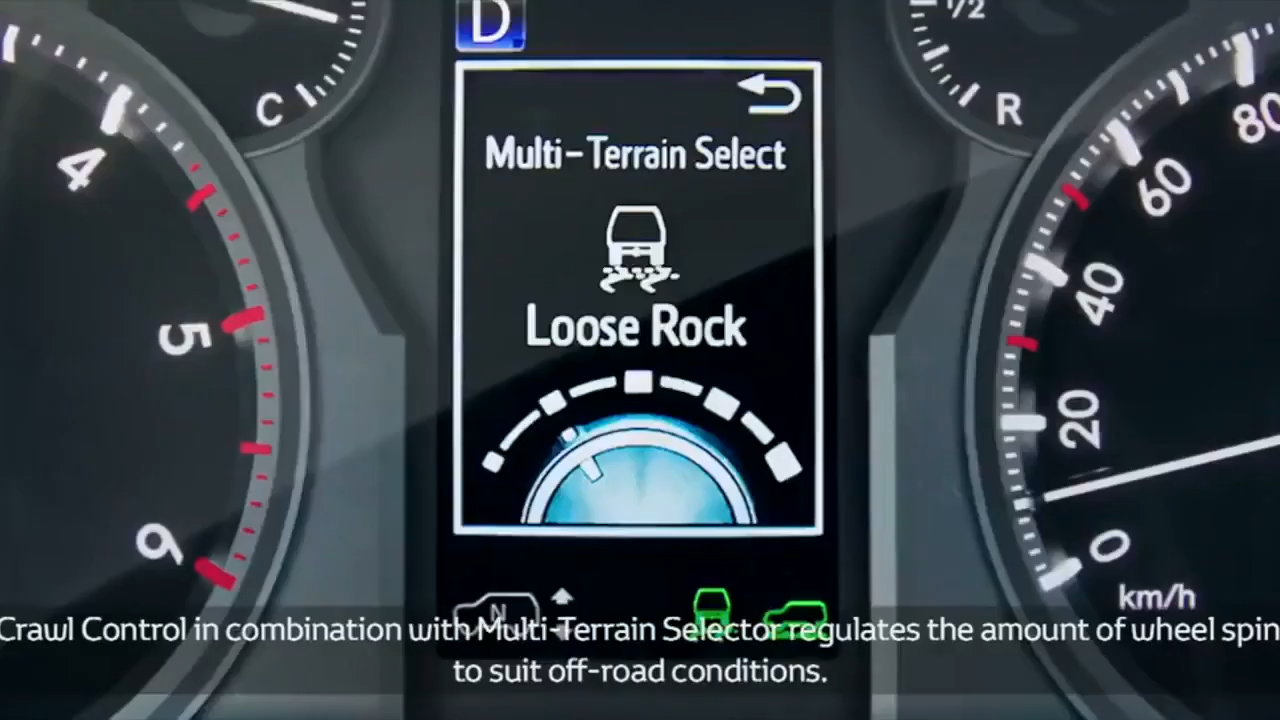 D
C
1/2
R
4
5
6
Multi-Terrain Select
Loose Rock
80
60
40
20
0
km/h
N
Crawl Control in combination with Multi-Terrain Selector regulates the amount of wheel spin
to suit off-road conditions.